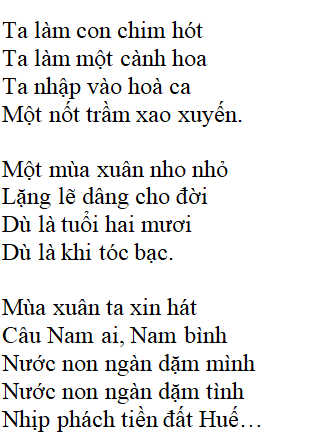 Ta làm con chim hót
Ta làm một cành hoa
Ta nhập vào hoà ca
Một nốt trầm xao xuyến.
Một mùa xuân nho nhỏ
Lặng lẽ dâng cho đời
Dù là tuổi hai mươi
Dù là khi tóc bạc.
Mùa xuân ta xin hát
Câu Nam ai, Nam bình
Nước non ngàn dặm mình
Nước non ngàn dặm tình
Nhịp phách tiền đất Huế…